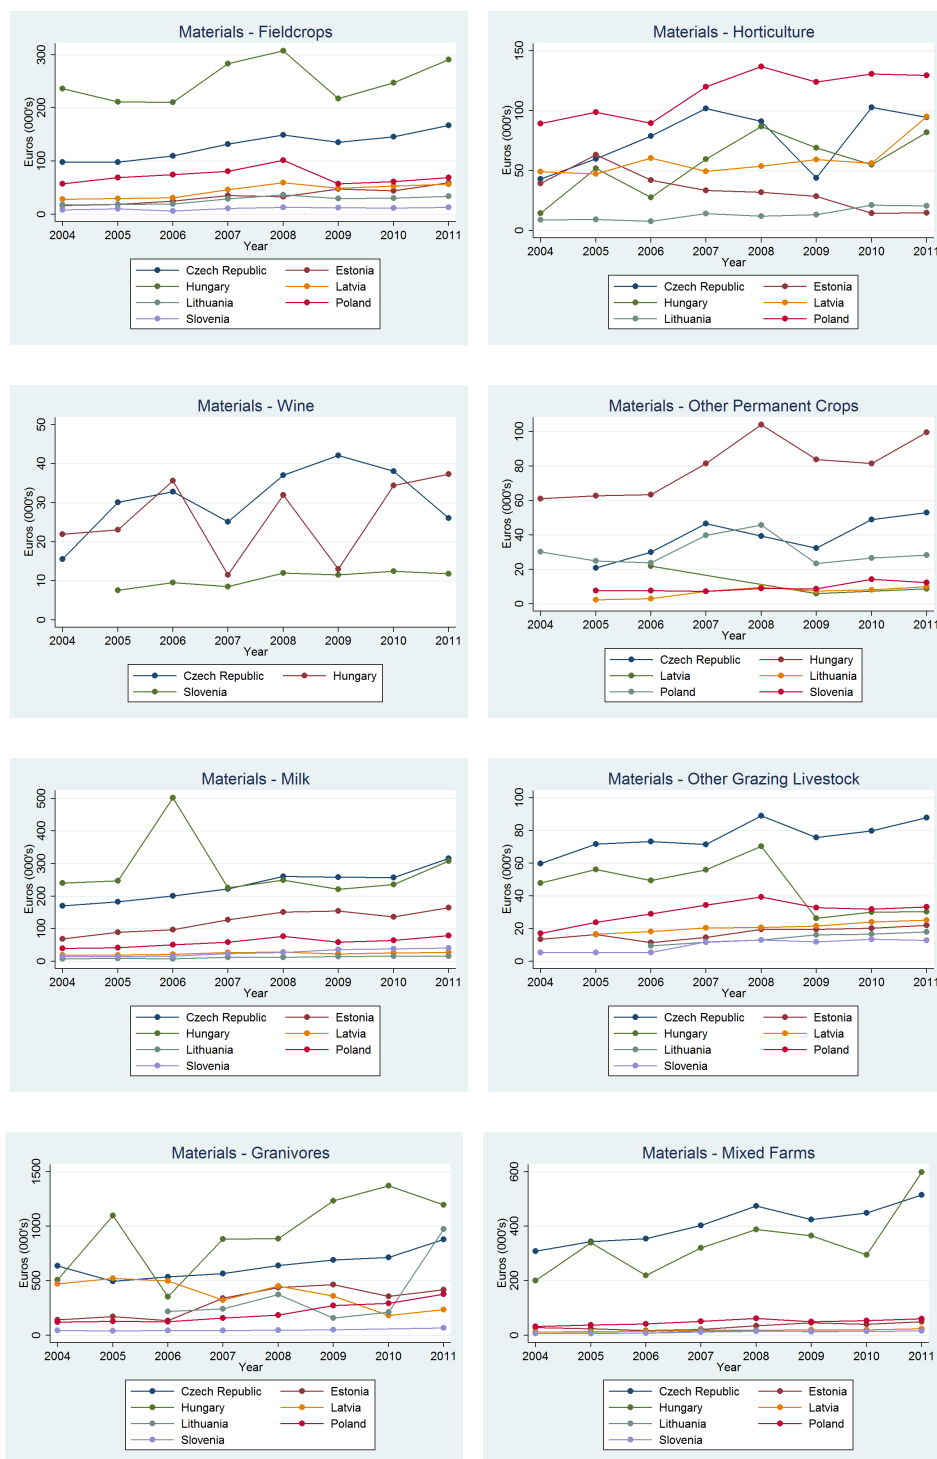 Materials - Fieldcrops
Euros (000's)
0 100 200 300
2004 2005 2006 2007 2008 2009 2010 2011
Year
Czech Republic Estonia
Hungary Latvia
Lithuania Poland
Slovenia
Materials - Horticulture
Euros (000's)
0 50 100 150
2004 2005 2006 2007 2008 2009 2010 2011
Year
Czech Republic Estonia
Hungary Latvia
Lithuania Poland
Materials - Wine
Euros (000's)
0 10 20 30 40 50
2004 2005 2006 2007 2008 2009 2010 2011
Year
Czech Republic Hungary
Slovenia
Materials - Other Permanent Crops
Euros (000's)
0 20 40 60 80 100
2004 2005 2006 2007 2008 2009 2010 2011
Year
Czech Republic Hungary
Latvia Lithuania
Poland Slovenia
Materials - Milk
Euros (000's)
0 100 200 300 400 500
2004 2005 2006 2007 2008 2009 2010 2011
Year
Czech Republic Estonia
Hungary Latvia
Lithuania Poland
Slovenia
Materials - Other Grazing Livestock
Euros (000's)
0 20 40 60 80 100
2004 2005 2006 2007 2008 2009 2010 2011
Year
Czech Republic Estonia
Hungary Latvia
Lithuania Poland
Slovenia
Materials - Granivores
Euros (000's)
0 500 1000 1500
2004 2005 2006 2007 2008 2009 2010 2011
Year
Czech Republic Estonia
Hungary Latvia
Lithuania Poland
Slovenia
Materials - Mixed Farms
Euros (000's)
0 200 400 600
2004 2005 2006 2007 2008 2009 2010 2011
Year
Czech Republic Estonia
Hungary Latvia
Lithuania Poland
Slovenia